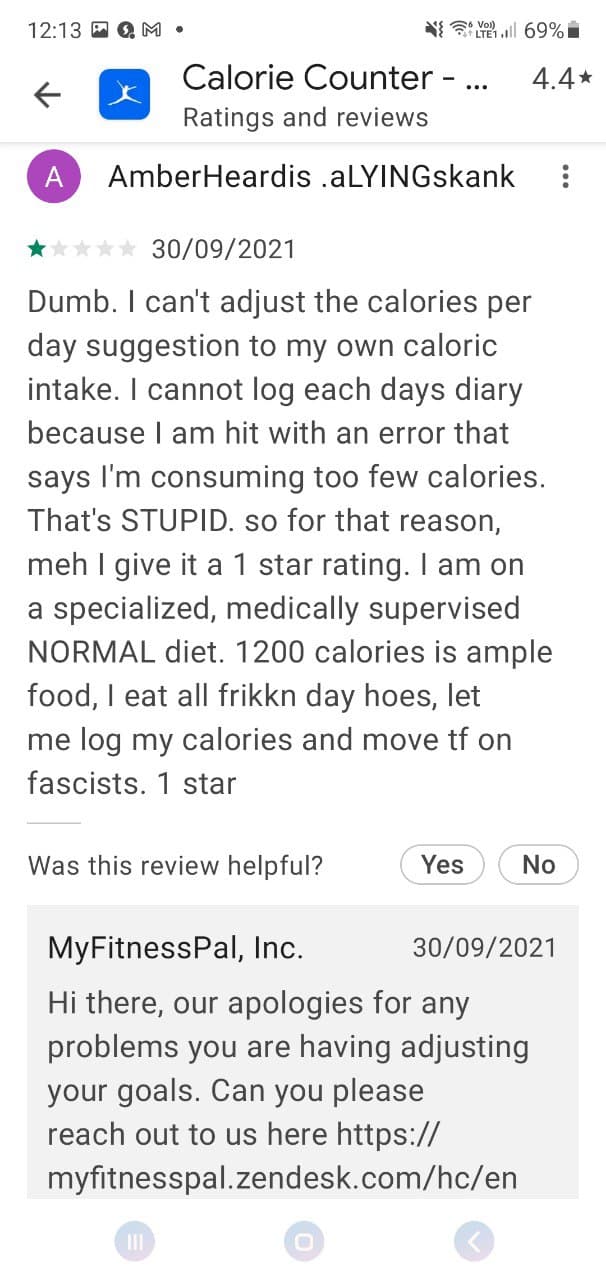 12:13
Vo)) LTE1 69%
Calorie Counter - ... 4.4★
Ratings and reviews
A AmberHeardis .aLYINGskank
30/09/2021
Dumb. I can't adjust the calories per
day suggestion to my own caloric
intake. I cannot log each days diary
because I am hit with an error that
says I'm consuming too few calories.
That's STUPID. so for that reason,
meh I give it a 1 star rating. I am on
a specialized, medically supervised
NORMAL diet. 1200 calories is ample
food, I eat all frikkn day hoes, let
me log my calories and move tf on
fascists. 1 star
Was this review helpful? Yes No
MyFitnessPal, Inc. 30/09/2021
Hi there, our apologies for any
problems you are having adjusting
your goals. Can you please
reach out to us here https://
myfitnesspal.zendesk.com/hc/en